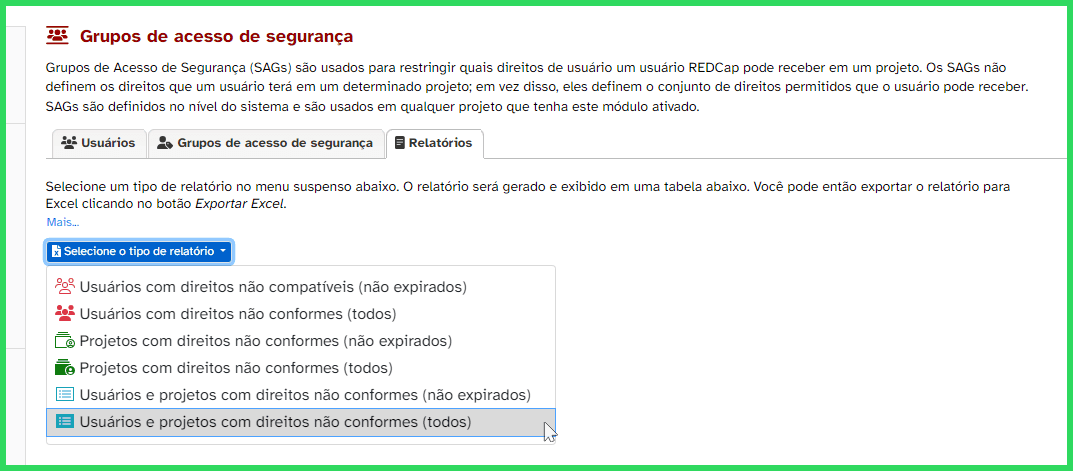 Grupos de acesso de segurança
Grupos de Acesso de Segurança (SAGs) são usados para restringir quais direitos de usuário um usuário REDCap pode receber em um projeto. Os SAGs não
definem os direitos que um usuário terá em um determinado projeto; em vez disso, eles definem o conjunto de direitos permitidos que o usuário pode receber.
SAGs são definidos no nível do sistema e são usados em qualquer projeto que tenha este módulo ativado.
Usuários Grupos de acesso de segurança Relatórios
Selecione um tipo de relatório no menu suspenso abaixo. O relatório será gerado e exibido em uma tabela abaixo. Você pode então exportar o relatório para
Excel clicando no botão Exportar Excel.
Mais...
Selecione o tipo de relatório
Usuários com direitos não compatíveis (não expirados)
Usuários com direitos não conformes (todos)
Projetos com direitos não conformes (não expirados)
Projetos com direitos não conformes (todos)
Usuários e projetos com direitos não conformes (não expirados)
Usuários e projetos com direitos não conformes (todos)